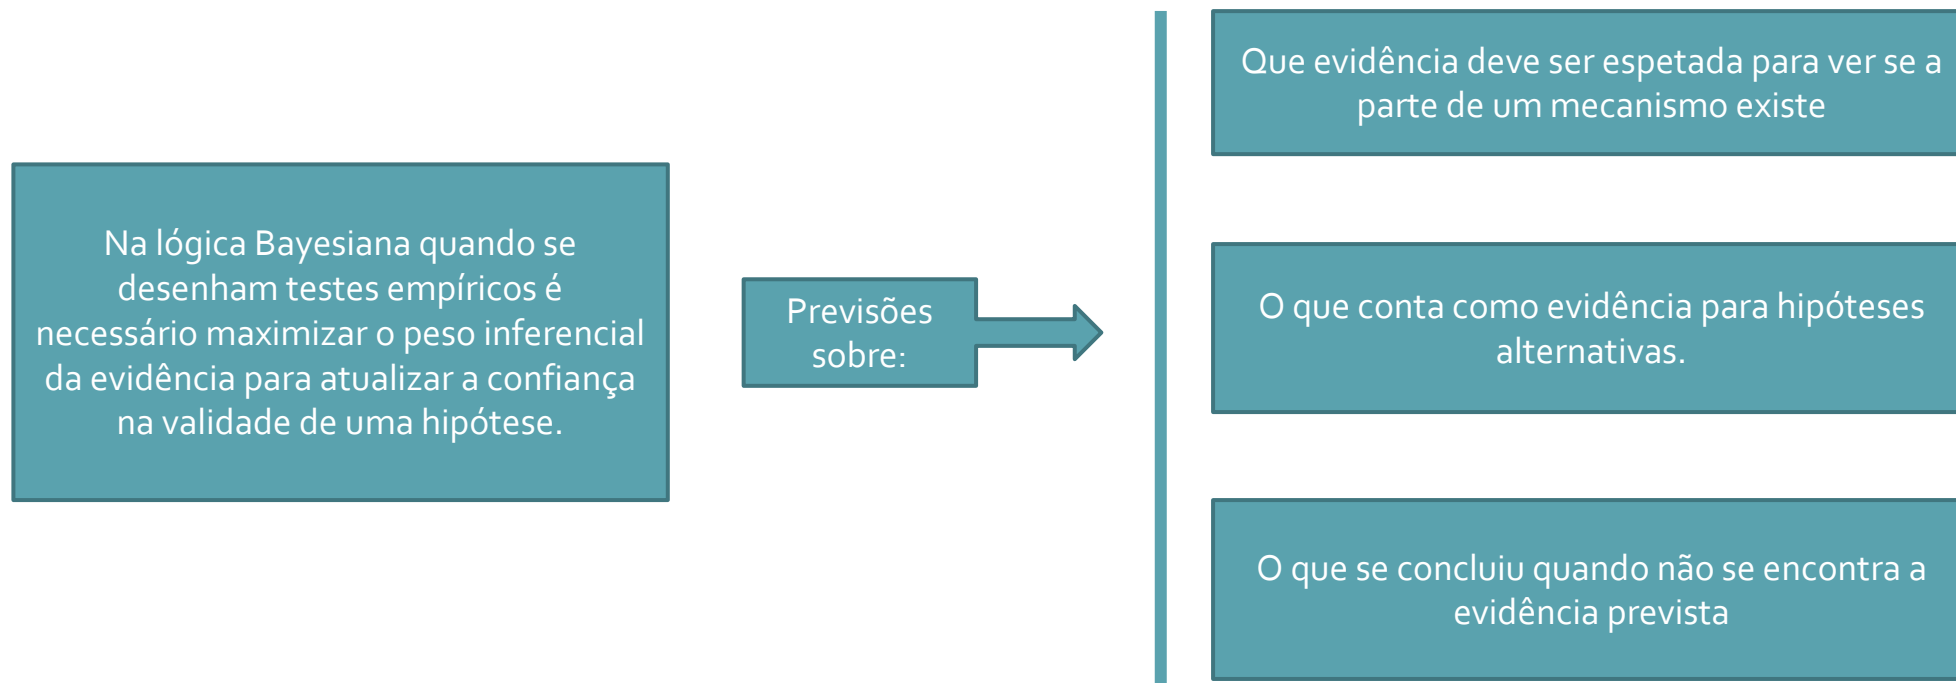 Na lógica Bayesiana quando se
desenham testes empíricos é
necessário maximizar o peso inferencial
da evidência para atualizar a confiança
na validade de uma hipótese.
Previsões
sobre:
Que evidência deve ser espetada para ver se a
parte de um mecanismo existe
O que conta como evidência para hipóteses
alternativas.
O que se concluiu quando não se encontra a
evidência prevista